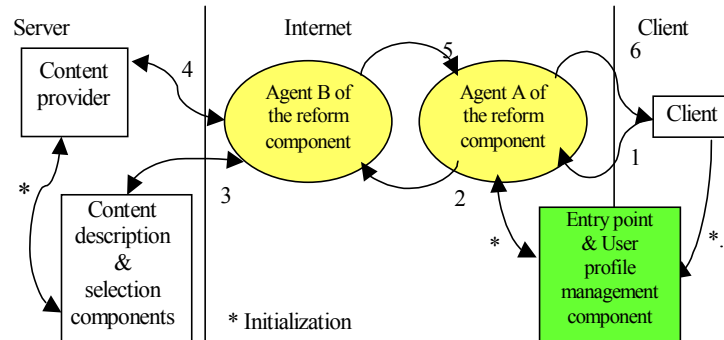 Server
Internet
Client
Content
provider
4
5
6
Agent B of
the reform
component
Agent A of
the reform
component
Client
1
2
3
*
Content
description
&
selection
components
*
Entry point
& User
profile
management
component
*.
* Initialization